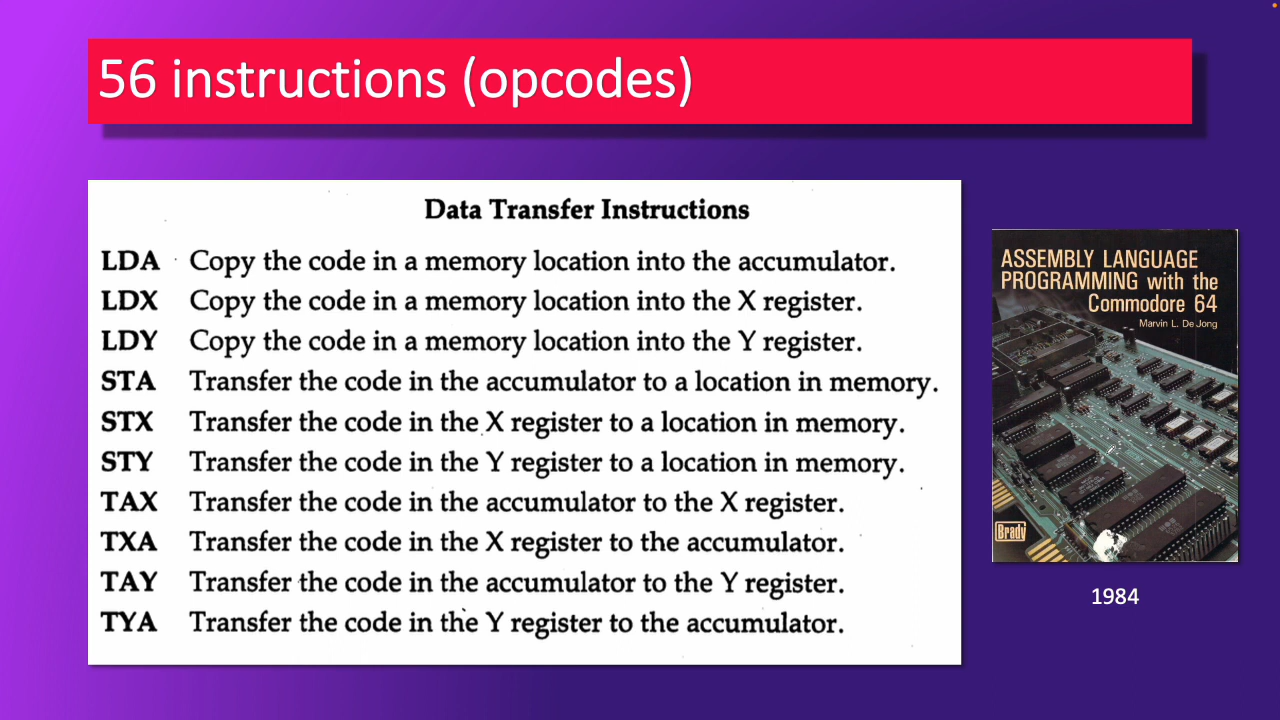 56 instructions (opcodes)
Data Transfer Instructions
LDA Copy the code in a memory location into the accumulator.
LDX Copy the code in a memory location into the X register.
LDY Copy the code in a memory location into the Y register.
STA Transfer the code in the accumulator to a location in memory.
STX Transfer the code in the X register to a location in memory.
STY Transfer the code in the Y register to a location in memory.
TAX Transfer the code in the accumulator to the X register.
TXA Transfer the code in the X register to the accumulator.
TAY Transfer the code in the accumulator to the Y register.
TYA Transfer the code in the Y register to the accumulator.
ASSEMBLY LANGUAGE
PROGRAMMING with the
Commodore 64
Marvin L. De Jong
Brady
1984